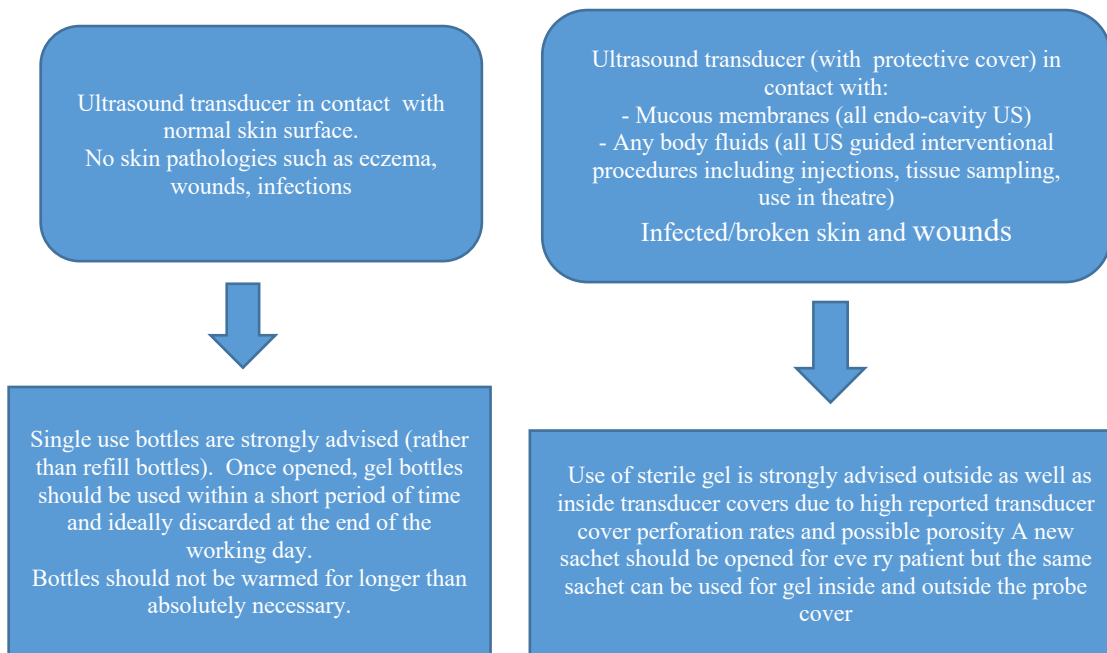 Ultrasound transducer in contact with
normal skin surface.
No skin pathologies such as eczema,
wounds, infections
Single use bottles are strongly advised (rather
than refill bottles). Once opened, gel bottles
should be used within a short period of time
and ideally discarded at the end of the
working day.
Bottles should not be warmed for longer than
absolutely necessary.
Ultrasound transducer (with protective cover) in
contact with:
- Mucous membranes (all endo-cavity US)
- Any body fluids (all US guided interventional
procedures including injections, tissue sampling,
use in theatre)
Infected/broken skin and wounds
Use of sterile gel is strongly advised outside as well as
inside transducer covers due to high reported transducer
cover perforation rates and possible porosity A new
sachet should be opened for eve ry patient but the same
sachet can be used for gel inside and outside the probe
cover